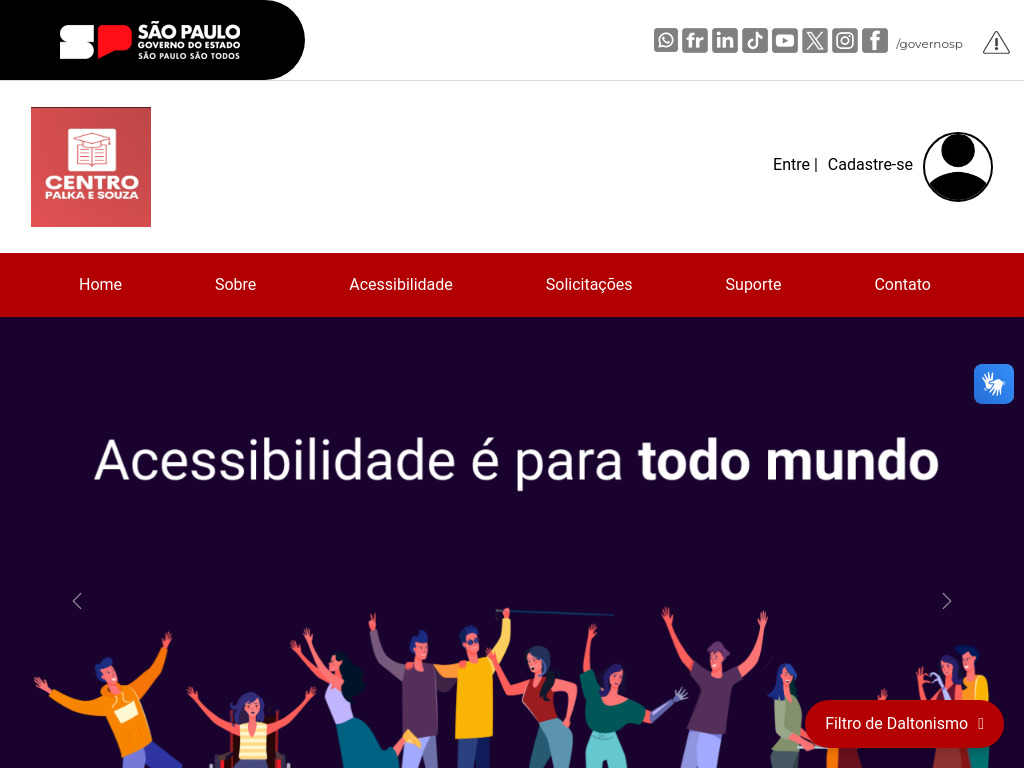 SÃO PAULO
GOVERNO DO ESTADO
SÃO PAULO SÃO TODOS
/governosp
CENTRO
PALKA E SOUZA
Entre |
Cadastre-se
Home
Sobre
Acessibilidade
Solicitações
Suporte
Contato
Acessibilidade é para todo mundo
Filtro de Daltonismo